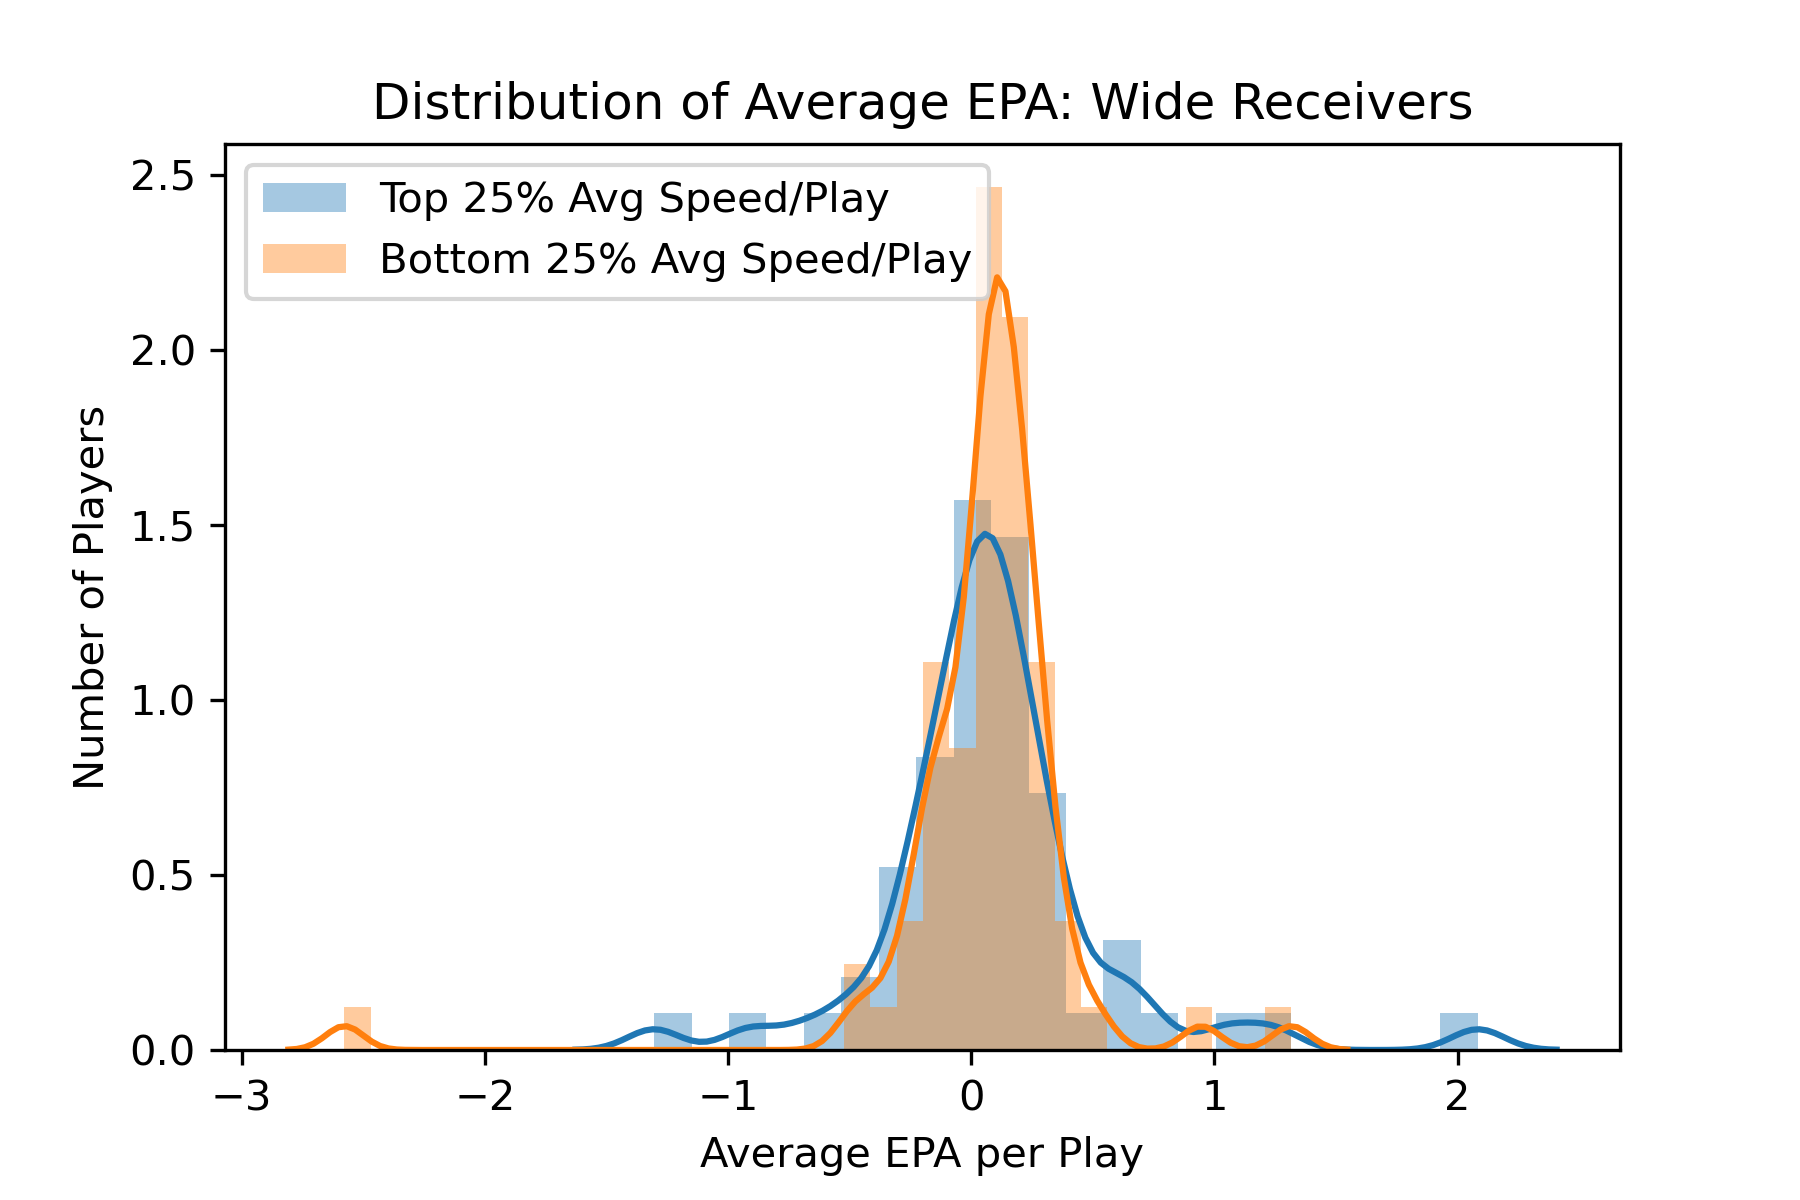 Distribution of Average EPA: Wide Receivers
Top 25% Avg Speed/Play
Bottom 25% Avg Speed/Play
2.5
2.0
1.5
1.0
0.5
0.0
Number of Players
−3 −2 −1 0 1 2
Average EPA per Play